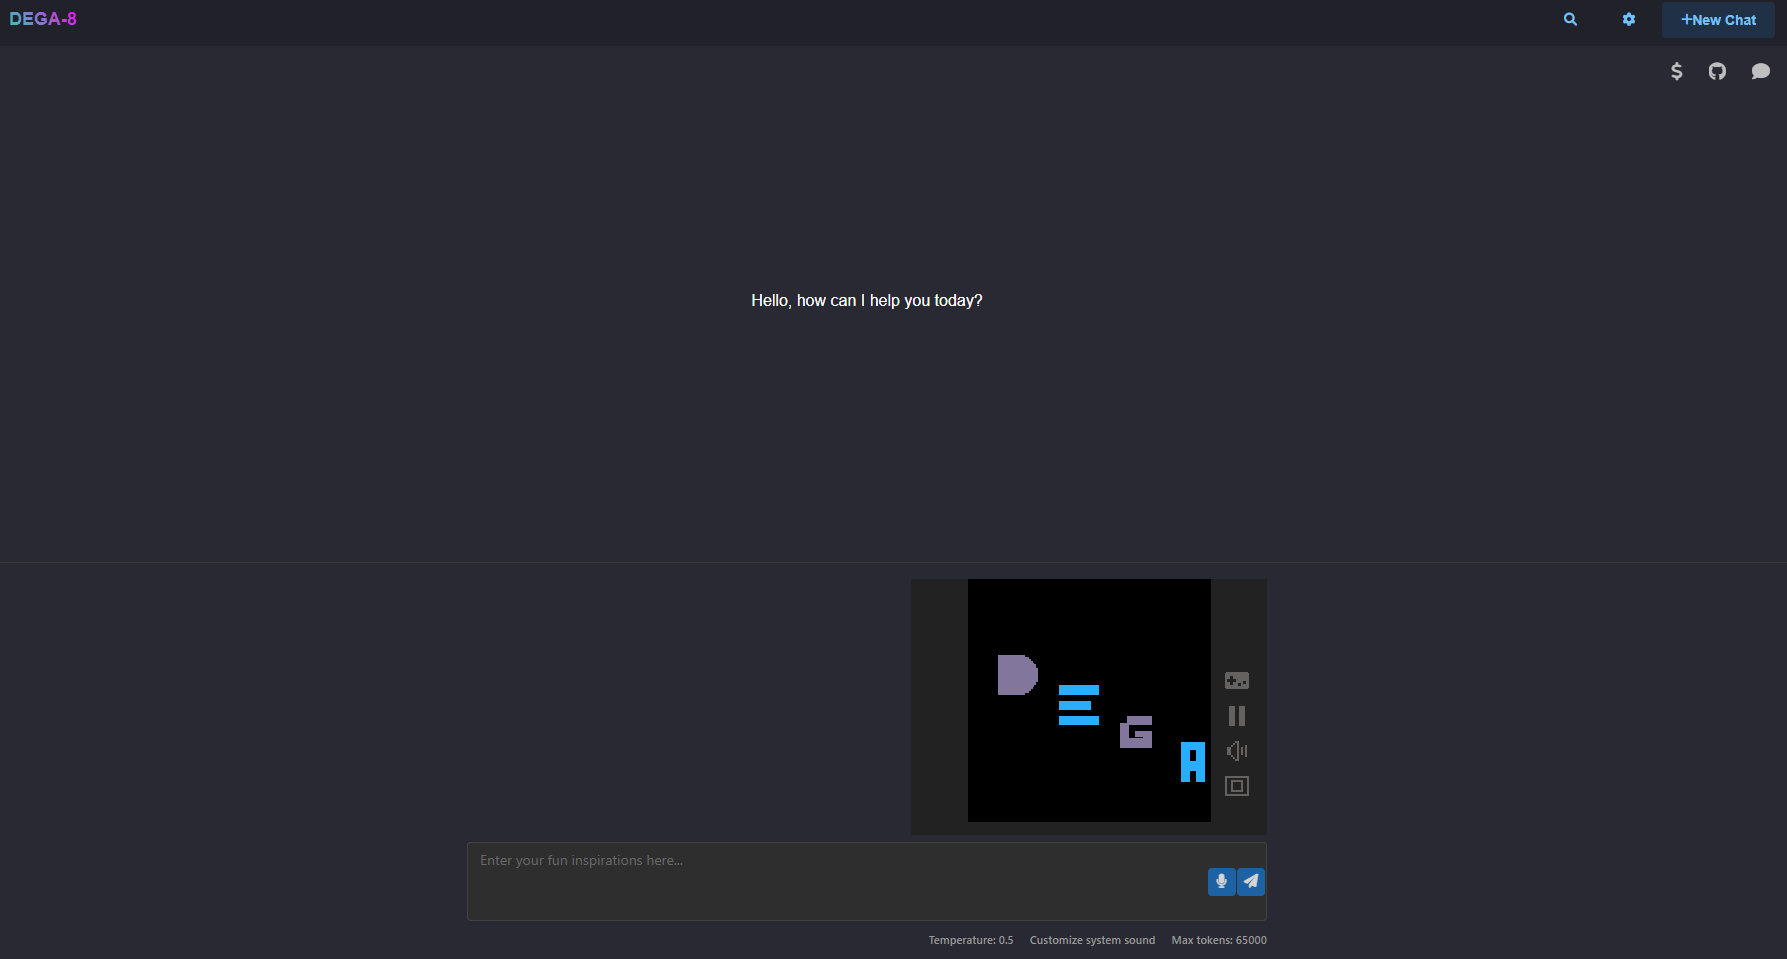 DEGA-8
New Chat
Hello, how can I help you today?
DEGA
Enter your fun inspirations here...
Temperature: 0.5 Customize system sound Max tokens: 65000